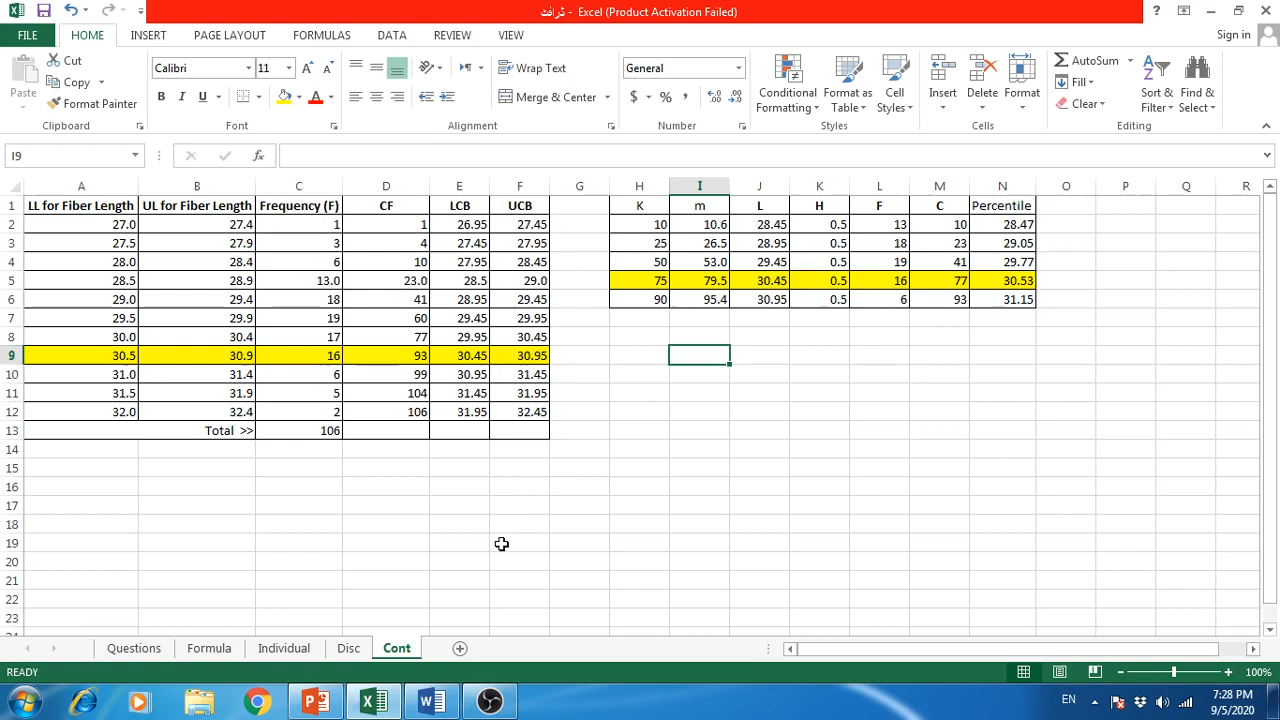 ڈرافٹ - Excel (Product Activation Failed)
FILE HOME INSERT PAGE LAYOUT FORMULAS DATA REVIEW VIEW Sign in
Paste Cut Copy Format Painter Clipboard
Calibri 11 B I U A Font
Wrap Text Merge & Center Alignment
General $ % , Number
Conditional Formatting Format as Table Cell Styles Styles
Insert Delete Format Cells
AutoSum Fill Clear Sort & Filter Find & Select Editing
I9
A B C D E F G H I J K L M N O P Q R
1 LL for Fiber Length UL for Fiber Length Frequency (F) CF LCB UCB K m L H F C Percentile
2 27.0 27.4 1 1 26.95 27.45 10 10.6 28.45 0.5 13 10 28.47
3 27.5 27.9 3 4 27.45 27.95 25 26.5 28.95 0.5 18 23 29.05
4 28.0 28.4 6 10 27.95 28.45 50 53.0 29.45 0.5 19 41 29.77
5 28.5 28.9 13.0 23.0 28.5 29.0 75 79.5 30.45 0.5 16 77 30.53
6 29.0 29.4 18 41 28.95 29.45 90 95.4 30.95 0.5 6 93 31.15
7 29.5 29.9 19 60 29.45 29.95
8 30.0 30.4 17 77 29.95 30.45
9 30.5 30.9 16 93 30.45 30.95
10 31.0 31.4 6 99 30.95 31.45
11 31.5 31.9 5 104 31.45 31.95
12 32.0 32.4 2 106 31.95 32.45
13 Total >> 106
14
15
16
17
18
19
20
21
22
23
Questions Formula Individual Disc Cont
READY 100%
EN 7:28 PM
9/5/2020